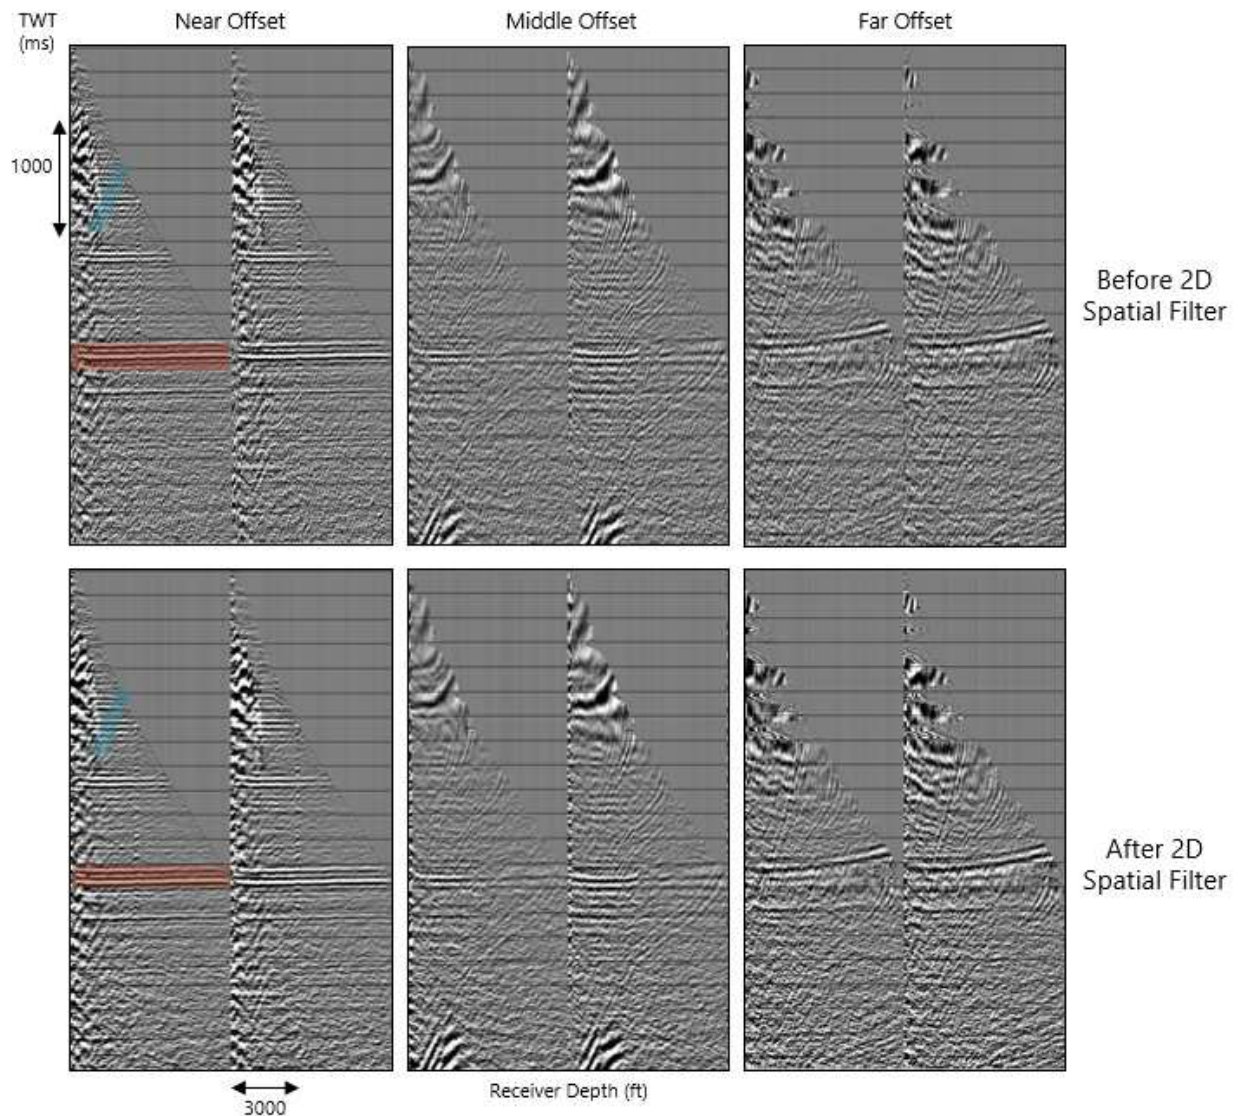 TWT
(ms)
Near Offset
Middle Offset
Far Offset
1000
Before 2D
Spatial Filter
After 2D
Spatial Filter
3000
Receiver Depth (ft)